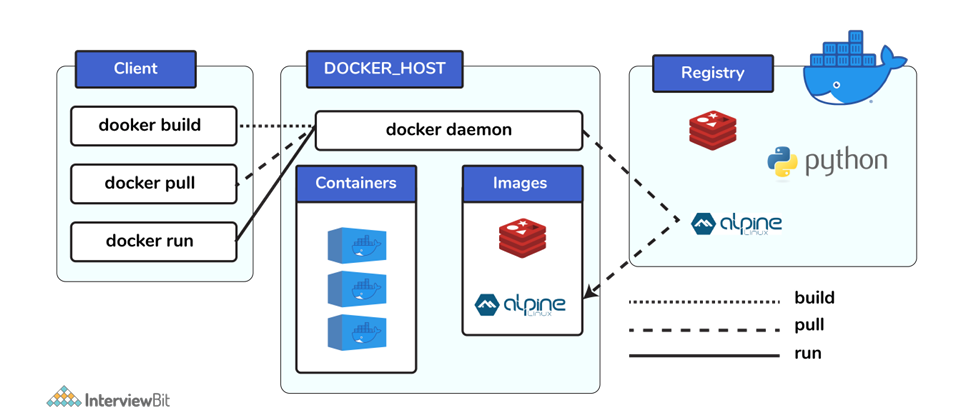 Client
dooker build
docker pull
docker run
DOCKER_HOST
docker daemon
Containers
Images
alpine
LINUX
Registry
python
alpine
LINUX
build
pull
run
InterviewBit